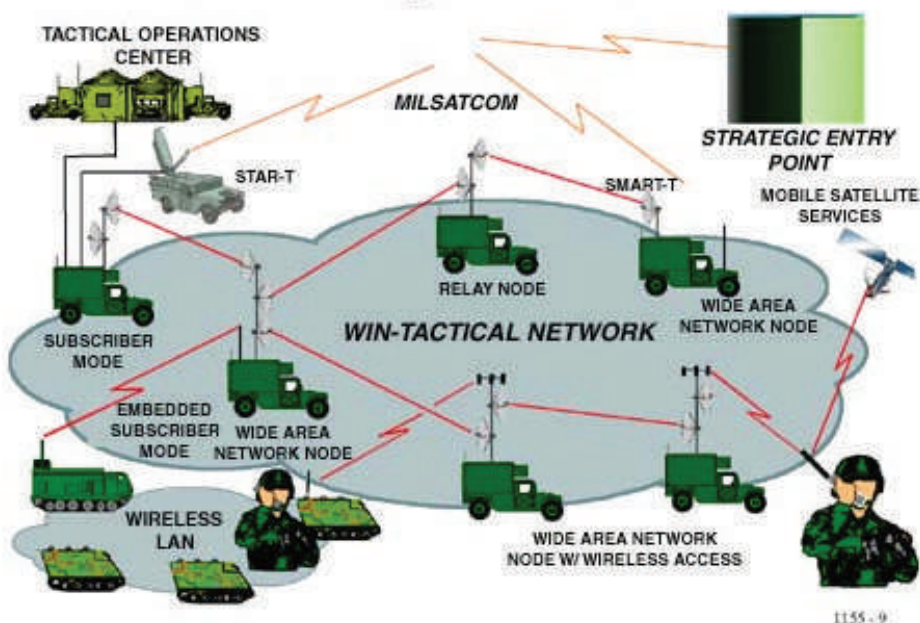 TACTICAL OPERATIONS
CENTER
MILSATCOM
STRATEGIC ENTRY
POINT
STAR-T
SMART-T
MOBILE SATELLITE
SERVICES
RELAY NODE
WIDE AREA
NETWORK NODE
WIN-TACTICAL NETWORK
SUBSCRIBER
MODE
EMBEDDED
SUBSCRIBER
MODE
WIDE AREA
NETWORK NODE
WIRELESS
LAN
WIDE AREA NETWORK
NODE W/ WIRELESS ACCESS
1155-9